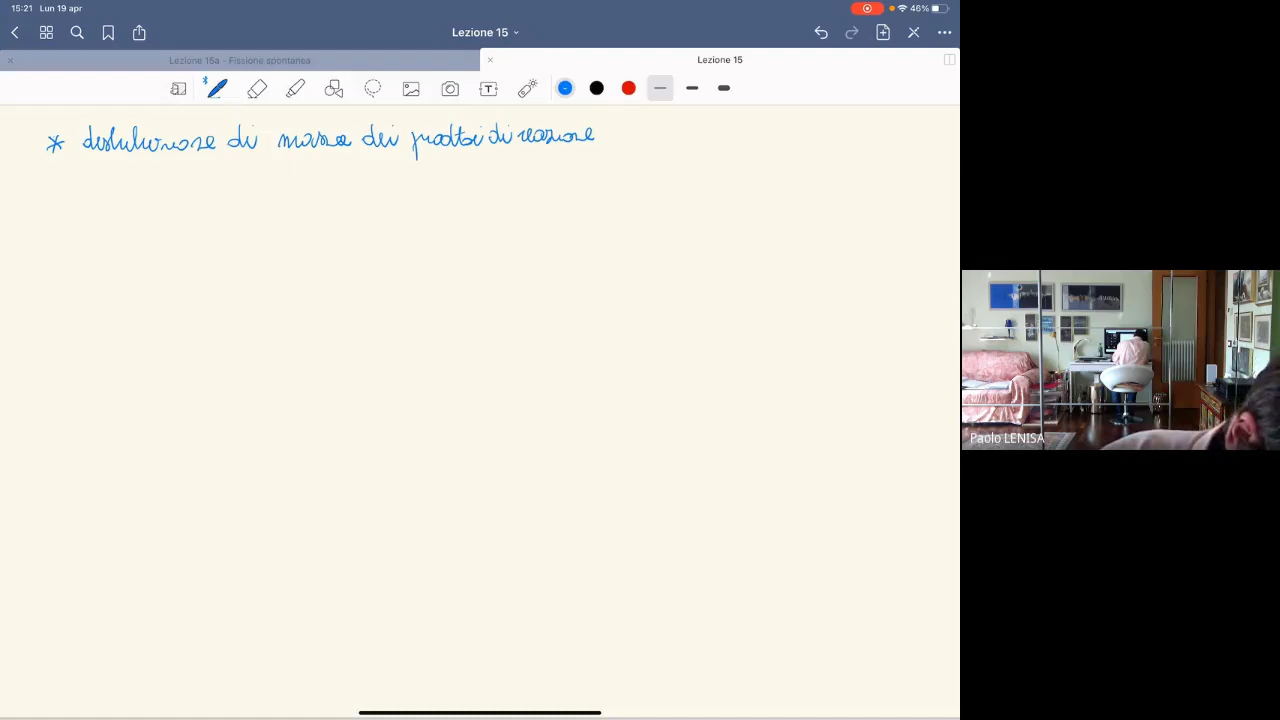 15:21 Lun 19 apr
46%
Lezione 15
Lezione 15a - Fissione spontanea
Lezione 15
T
* distribuzione di massa dei prodotti di reazione
Paolo LENISA